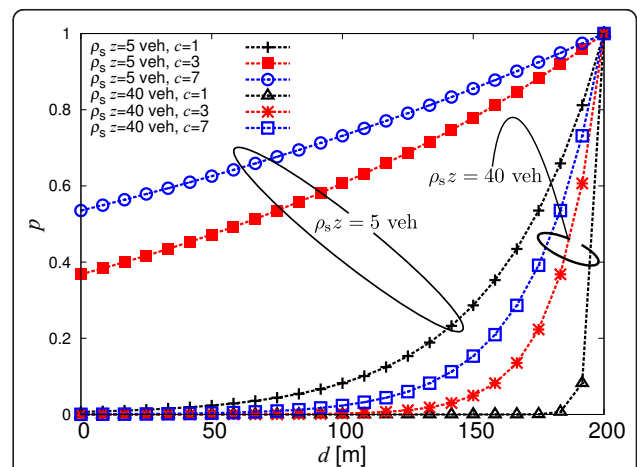 ρs z=5 veh, c=1
ρs z=5 veh, c=3
ρs z=5 veh, c=7
ρs z=40 veh, c=1
ρs z=40 veh, c=3
ρs z=40 veh, c=7
ρsz = 40 veh
ρsz = 5 veh
p
1
0.8
0.6
0.4
0.2
0
0 50 100 150 200
d [m]